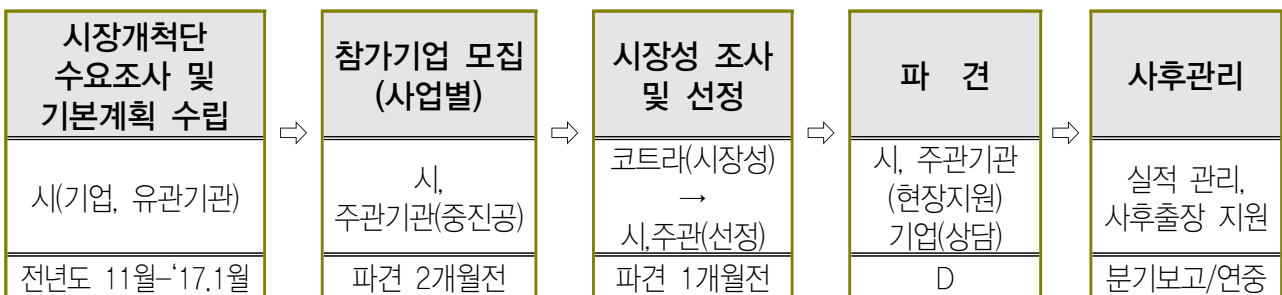 시장개척단
수요조사 및
기본계획 수립
시(기업, 유관기관)
전년도 11월-‘17.1월
⇨
참가기업 모집
(사업별)
시,
주관기관(중진공)
파견 2개월전
⇨
시장성 조사
및 선정
코트라(시장성)
→
시,주관(선정)
파견 1개월전
⇨
파 견
시, 주관기관
(현장지원)
기업(상담)
D
⇨
사후관리
실적 관리,
사후출장 지원
분기보고/연중